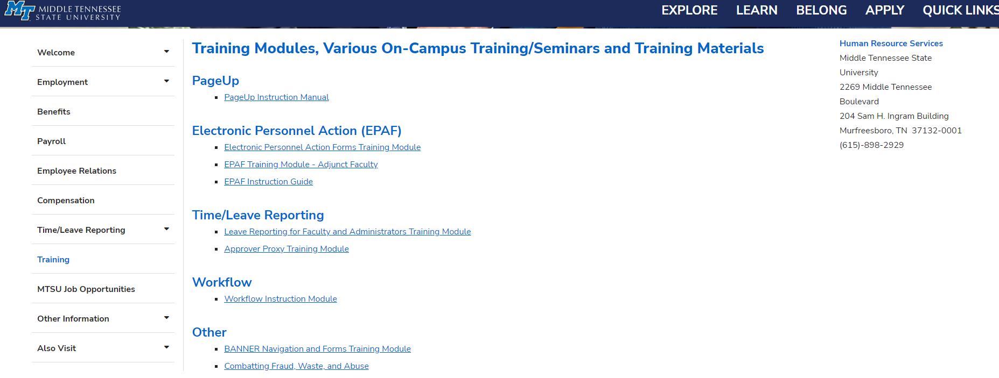 MT MIDDLE TENNESSEE
STATE UNIVERSITY
EXPLORE LEARN BELONG APPLY QUICK LINKS
Welcome
Employment
Benefits
Payroll
Employee Relations
Compensation
Time/Leave Reporting
Training
MTSU Job Opportunities
Other Information
Also Visit
Training Modules, Various On-Campus Training/Seminars and Training Materials
PageUp
PageUp Instruction Manual
Electronic Personnel Action (EPAF)
Electronic Personnel Action Forms Training Module
EPAF Training Module - Adjunct Faculty
EPAF Instruction Guide
Time/Leave Reporting
Leave Reporting for Faculty and Administrators Training Module
Approver Proxy Training Module
Workflow
Workflow Instruction Module
Other
BANNER Navigation and Forms Training Module
Combatting Fraud, Waste, and Abuse
Human Resource Services
Middle Tennessee State
University
2269 Middle Tennessee
Boulevard
204 Sam H. Ingram Building
Murfreesboro, TN  37132-0001
(615)-898-2929